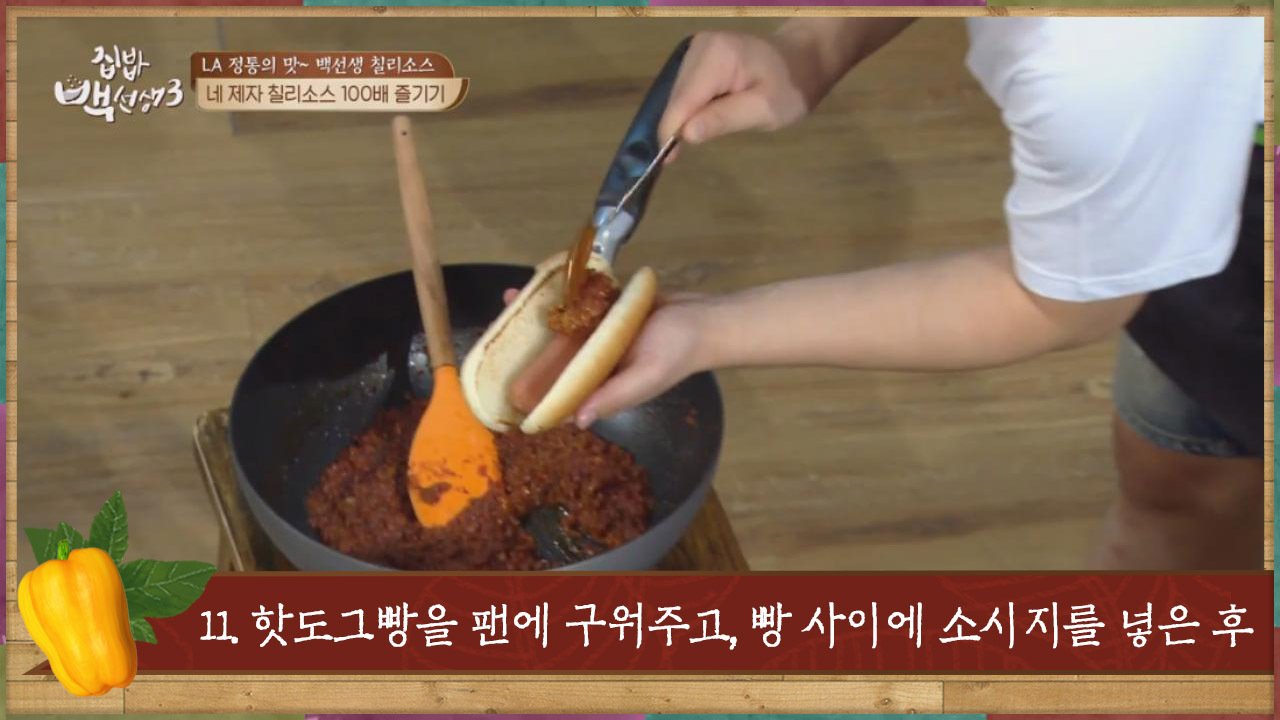 집밥
백선생3
LA 정통의 맛~ 백선생 칠리소스
네 제자 칠리소스 100배 즐기기
11. 핫도그빵을 팬에 구워주고, 빵 사이에 소시지를 넣은 후